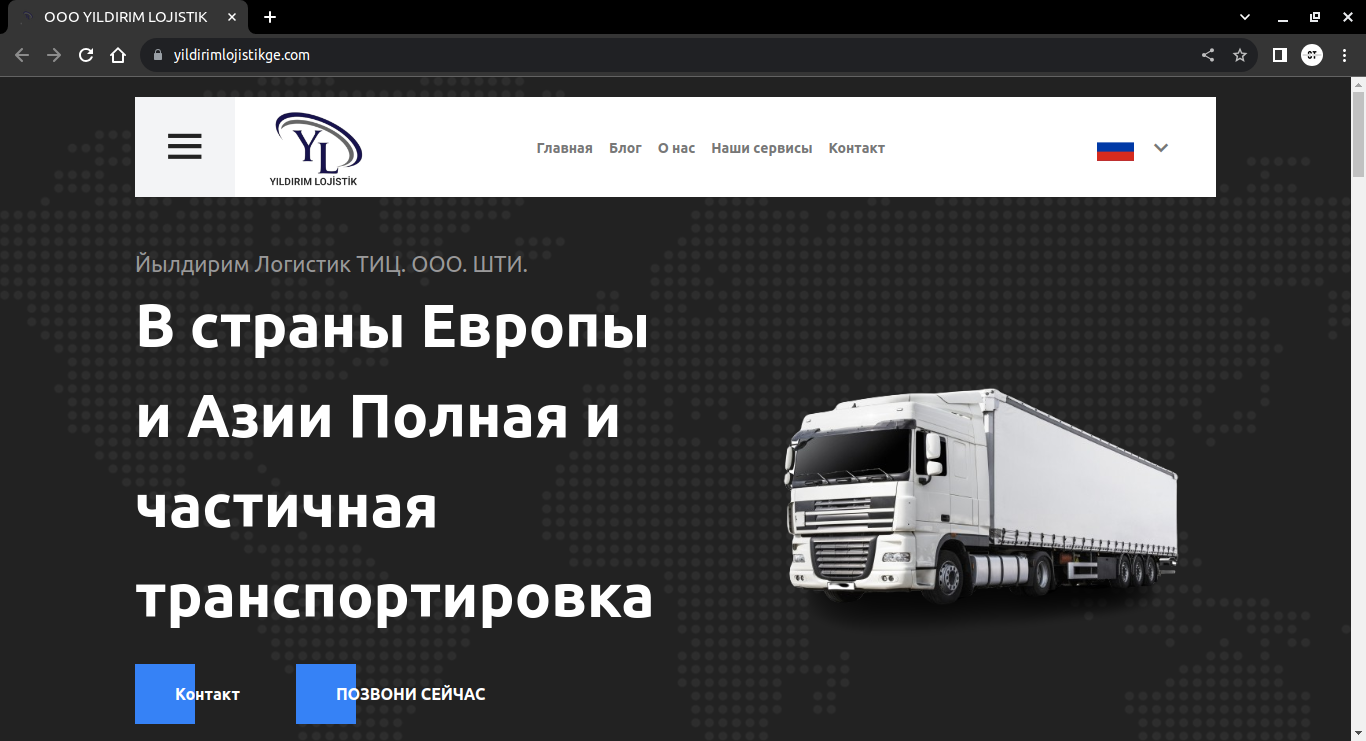 ООО YILDIRIM LOJISTIK
yildirimlojistikge.com
YL
YILDIRIM LOJİSTİK
Главная Блог О нас Наши сервисы Контакт
Йылдирим Логистик ТИЦ. ООО. ШТИ.
В страны Европы
и Азии Полная и
частичная
транспортировка
Контакт ПОЗВОНИ СЕЙЧАС